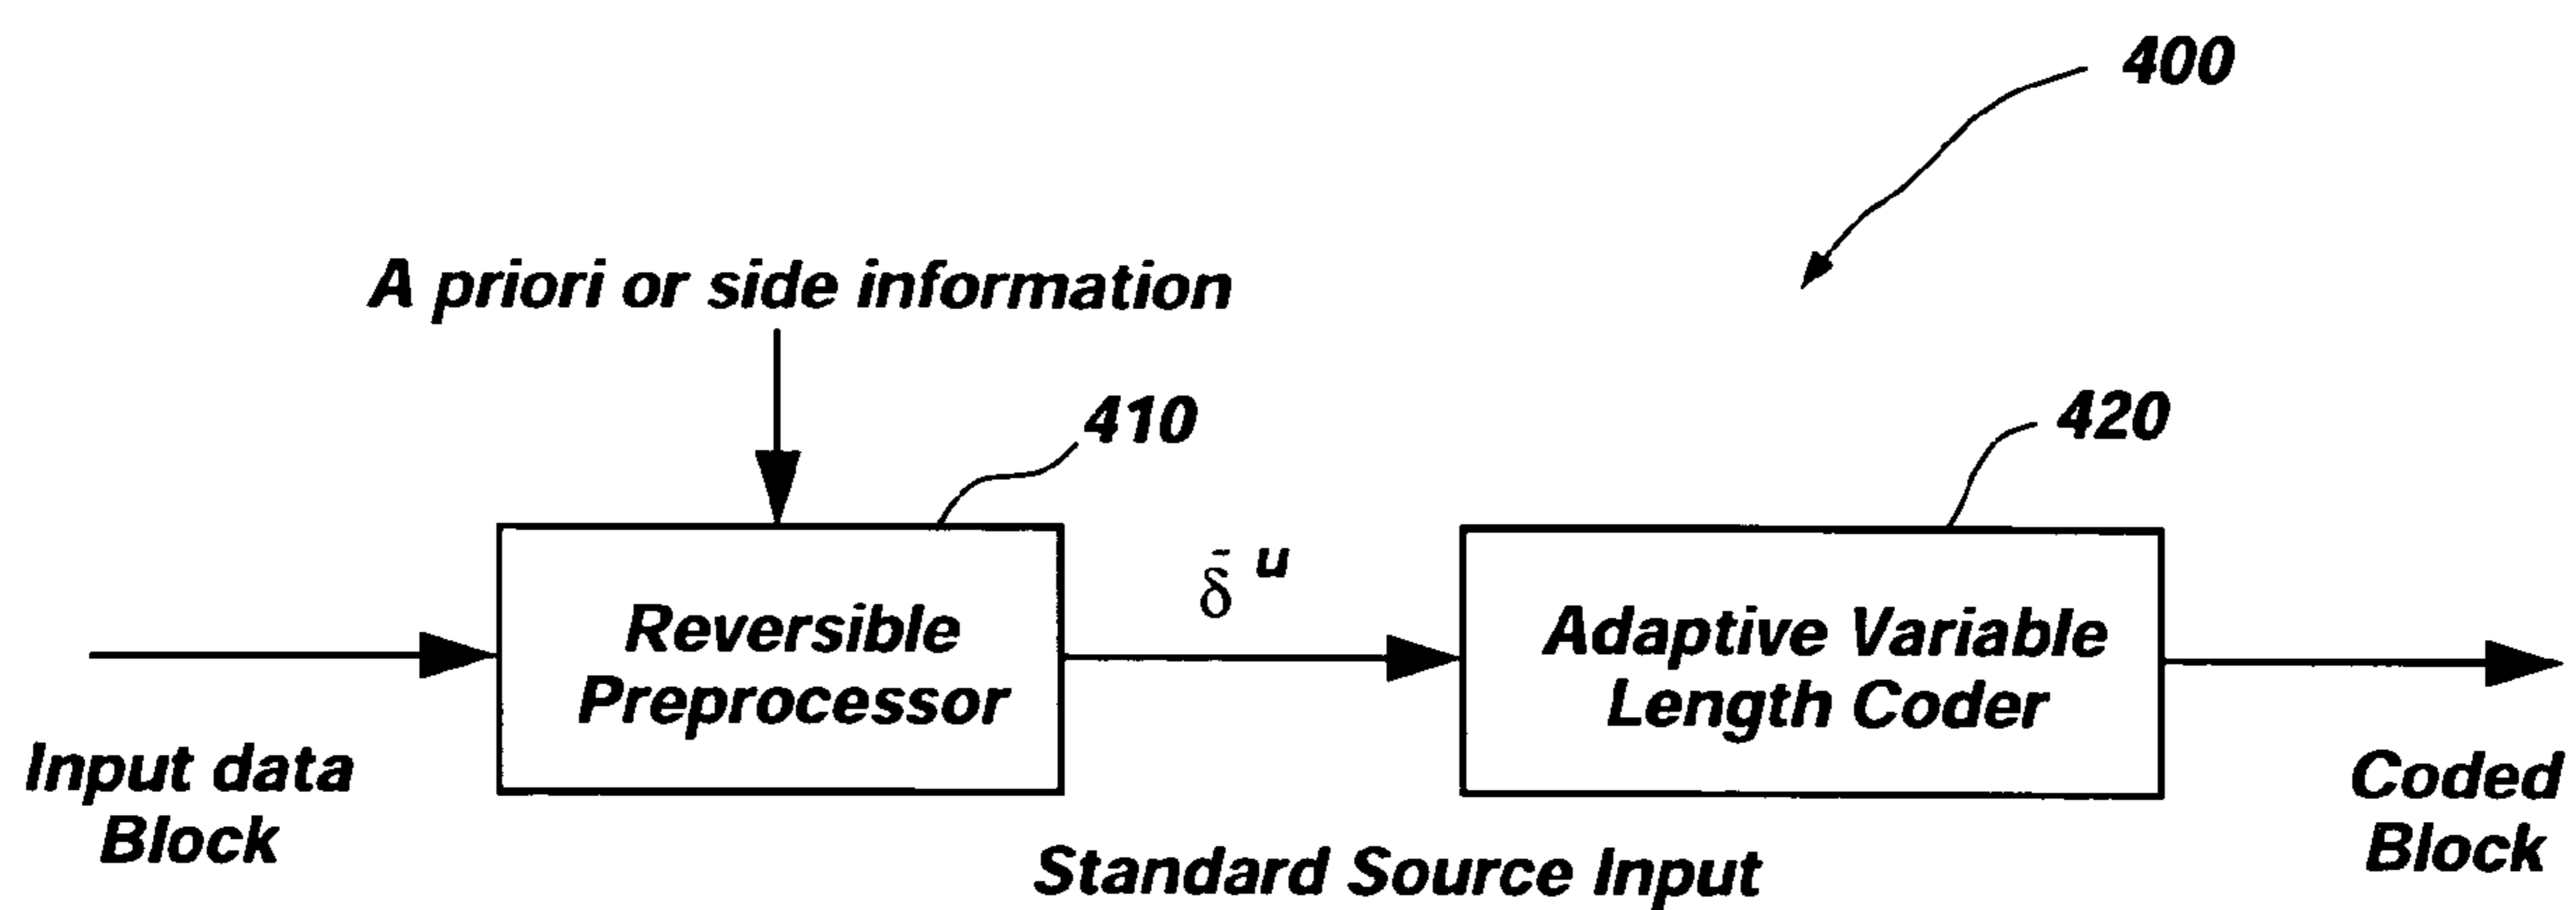 400
A priori or side information
410
420
Reversible
Preprocessor
δ̄ u
Adaptive Variable
Length Coder
Input data
Block
Standard Source Input
Coded
Block